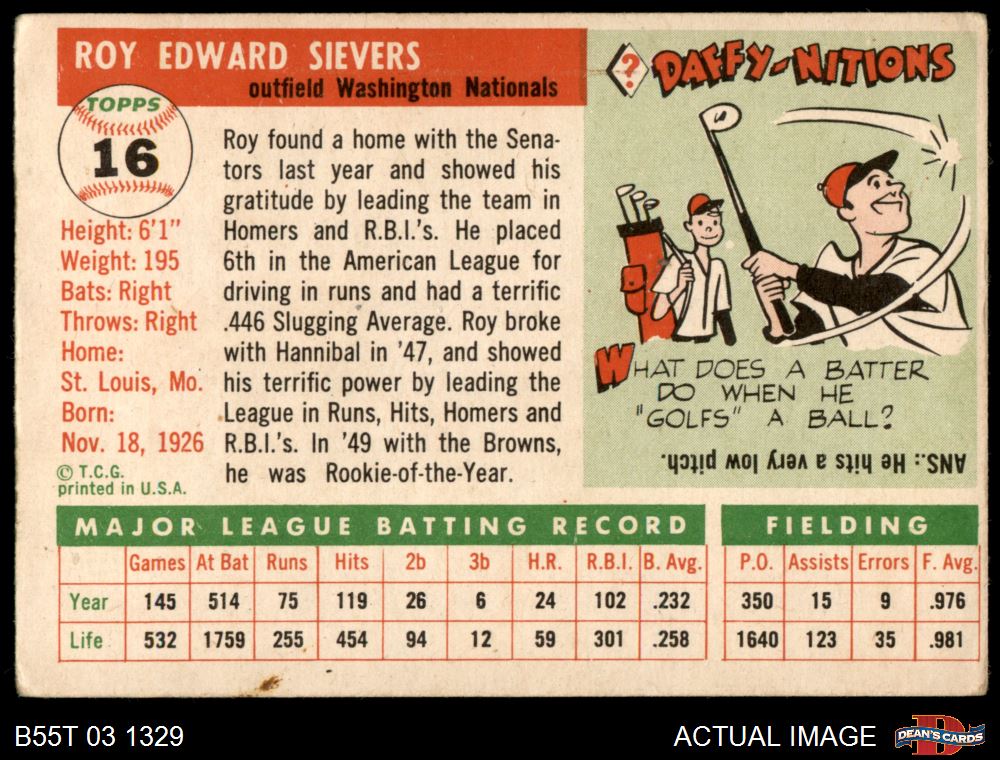 ROY EDWARD SIEVERS
outfield Washington Nationals
TOPPS
16
Height: 6'1"
Weight: 195
Bats: Right
Throws: Right
Home:
St. Louis, Mo.
Born:
Nov. 18, 1926
© T.C.G.
printed in U.S.A.
Roy found a home with the Sena-
tors last year and showed his
gratitude by leading the team in
Homers and R.B.I.'s. He placed
6th in the American League for
driving in runs and had a terrific
.446 Slugging Average. Roy broke
with Hannibal in '47, and showed
his terrific power by leading the
League in Runs, Hits, Homers and
R.B.I.'s. In '49 with the Browns,
he was Rookie-of-the-Year.
? DAFFY-NITIONS
WHAT DOES A BATTER
DO WHEN HE
"GOLFS" A BALL?
ANS.: He hits a very low pitch.
MAJOR LEAGUE BATTING RECORD
Games At Bat Runs Hits 2b 3b H.R. R.B.I. B. Avg.
Year 145 514 75 119 26 6 24 102 .232
Life 532 1759 255 454 94 12 59 301 .258
FIELDING
P.O. Assists Errors F. Avg.
350 15 9 .976
1640 123 35 .981
B55T 03 1329
ACTUAL IMAGE
D
DEAN'S CARDS